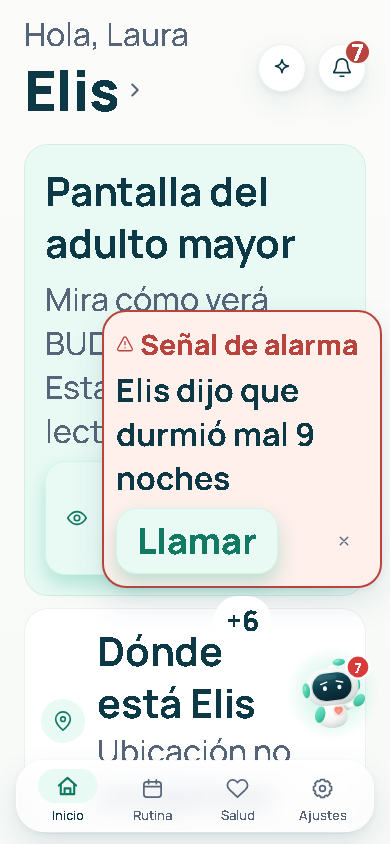 Hola, Laura
Elis
7
Pantalla del
adulto mayor
Mira cómo verá
BUD
Esta
lect
Señal de alarma
Elis dijo que
durmió mal 9
noches
Llamar
+6
Dónde
está Elis
7
Ubicación no
Inicio
Rutina
Salud
Ajustes